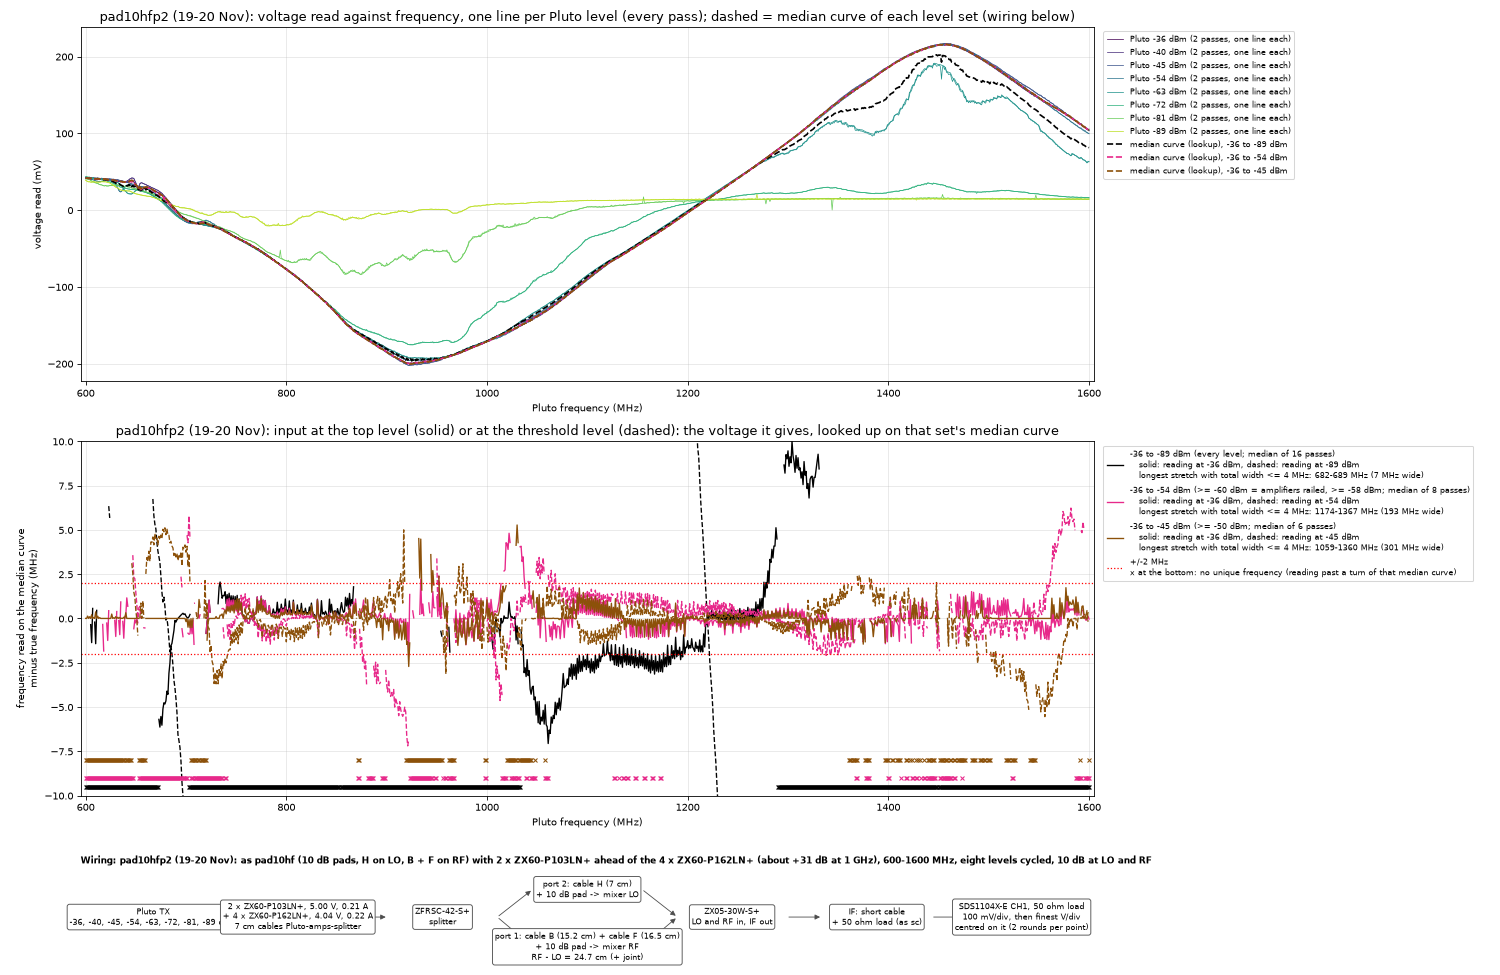 pad10hfp2 (19-20 Nov): voltage read against frequency, one line per Pluto level (every pass); dashed = median curve of each level set (wiring below)
voltage read (mV)
200
100
0
−100
−200
600
800
1000
1200
1400
1600
Pluto frequency (MHz)
Pluto -36 dBm (2 passes, one line each)
Pluto -40 dBm (2 passes, one line each)
Pluto -45 dBm (2 passes, one line each)
Pluto -54 dBm (2 passes, one line each)
Pluto -63 dBm (2 passes, one line each)
Pluto -72 dBm (2 passes, one line each)
Pluto -81 dBm (2 passes, one line each)
Pluto -89 dBm (2 passes, one line each)
median curve (lookup), -36 to -89 dBm
median curve (lookup), -36 to -54 dBm
median curve (lookup), -36 to -45 dBm
pad10hfp2 (19-20 Nov): input at the top level (solid) or at the threshold level (dashed): the voltage it gives, looked up on that set's median curve
frequency read on the median curve
minus true frequency (MHz)
10.0
7.5
5.0
2.5
0.0
−2.5
−5.0
−7.5
−10.0
600
800
1000
1200
1400
1600
Pluto frequency (MHz)
-36 to -89 dBm (every level; median of 16 passes)
solid: reading at -36 dBm, dashed: reading at -89 dBm
longest stretch with total width <= 4 MHz: 682-689 MHz (7 MHz wide)
-36 to -54 dBm (>= -60 dBm = amplifiers railed, >= -58 dBm; median of 8 passes)
solid: reading at -36 dBm, dashed: reading at -54 dBm
longest stretch with total width <= 4 MHz: 1174-1367 MHz (193 MHz wide)
-36 to -45 dBm (>= -50 dBm; median of 6 passes)
solid: reading at -36 dBm, dashed: reading at -45 dBm
longest stretch with total width <= 4 MHz: 1059-1360 MHz (301 MHz wide)
+/-2 MHz
x at the bottom: no unique frequency (reading past a turn of that median curve)
Wiring: pad10hfp2 (19-20 Nov): as pad10hf (10 dB pads, H on LO, B + F on RF) with 2 x ZX60-P103LN+ ahead of the 4 x ZX60-P162LN+ (about +31 dB at 1 GHz), 600-1600 MHz, eight levels cycled, 10 dB at LO and RF
Pluto TX
-36, -40, -45, -54, -63, -72, -81, -89
2 x ZX60-P103LN+, 5.00 V, 0.21 A
+ 4 x ZX60-P162LN+, 4.04 V, 0.22 A
7 cm cables Pluto-amps-splitter
ZFRSC-42-S+
splitter
port 2: cable H (7 cm)
+ 10 dB pad -> mixer LO
port 1: cable B (15.2 cm) + cable F (16.5 cm)
+ 10 dB pad -> mixer RF
RF - LO = 24.7 cm (+ joint)
ZX05-30W-S+
LO and RF in, IF out
IF: short cable
+ 50 ohm load (as sc)
SDS1104X-E CH1, 50 ohm load
100 mV/div, then finest V/div
centred on it (2 rounds per point)